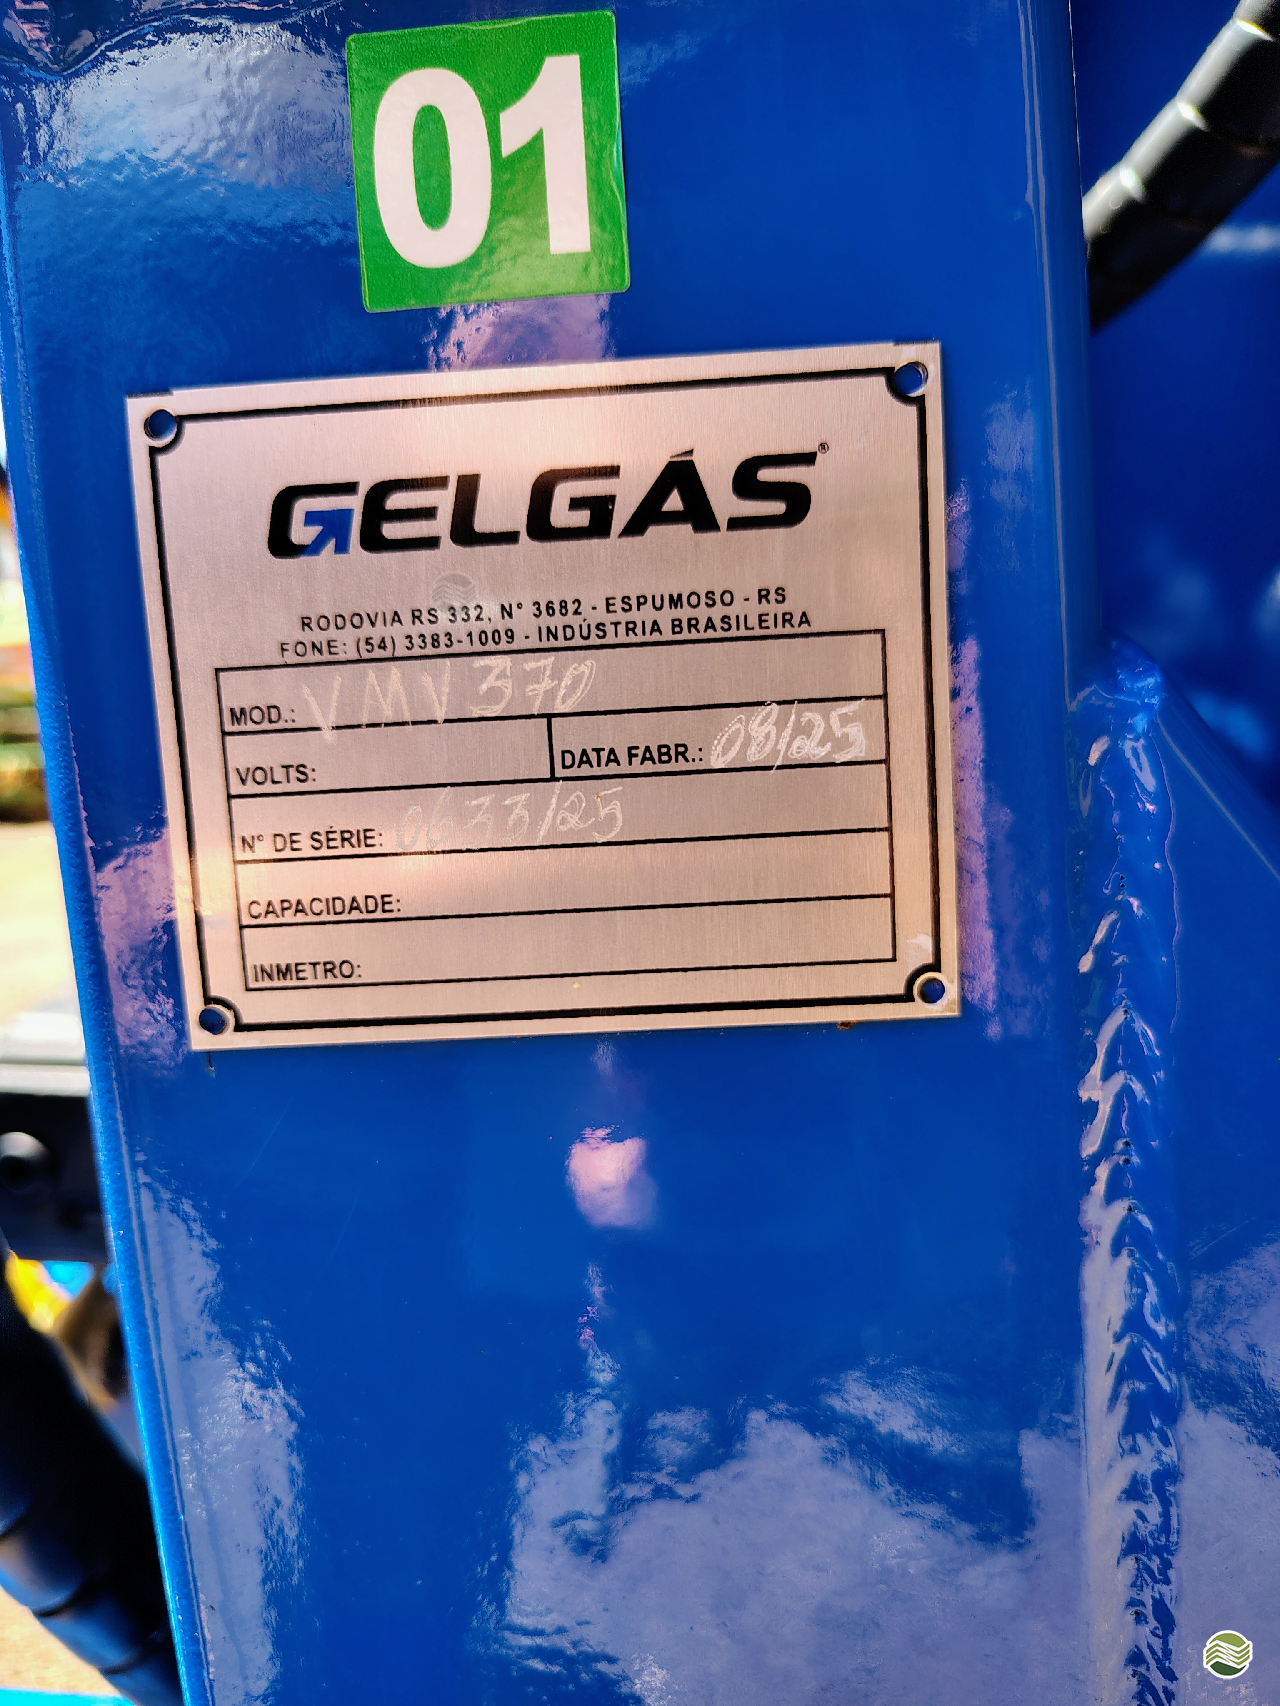 01
GELGÁS®
RODOVIA RS 332, N° 3682 - ESPUMOSO - RS
FONE: (54) 3383-1009 - INDÚSTRIA BRASILEIRA
MOD.: VMV 370
VOLTS: DATA FABR.: 08/25
N° DE SÉRIE: 0633/25
CAPACIDADE:
INMETRO: